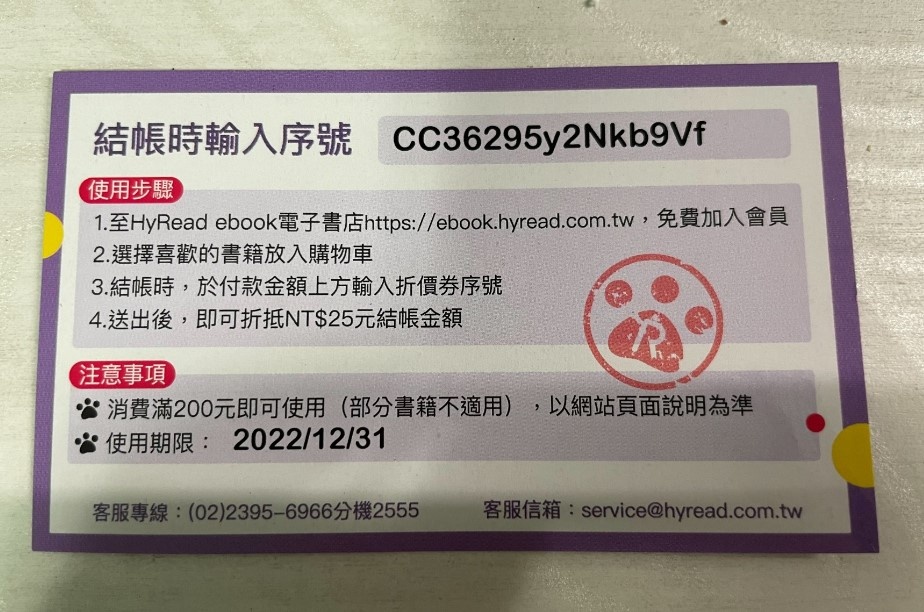 結帳時輸入序號 CC36295y2Nkb9Vf
使用步驟
1.至HyRead ebook電子書店https://ebook.hyread.com.tw，免費加入會員
2.選擇喜歡的書籍放入購物車
3.結帳時，於付款金額上方輸入折價券序號
4.送出後，即可折抵NT$25元結帳金額
注意事項
消費滿200元即可使用（部分書籍不適用），以網站頁面說明為準
使用期限： 2022/12/31
客服專線：(02)2395-6966分機2555 客服信箱：service@hyread.com.tw